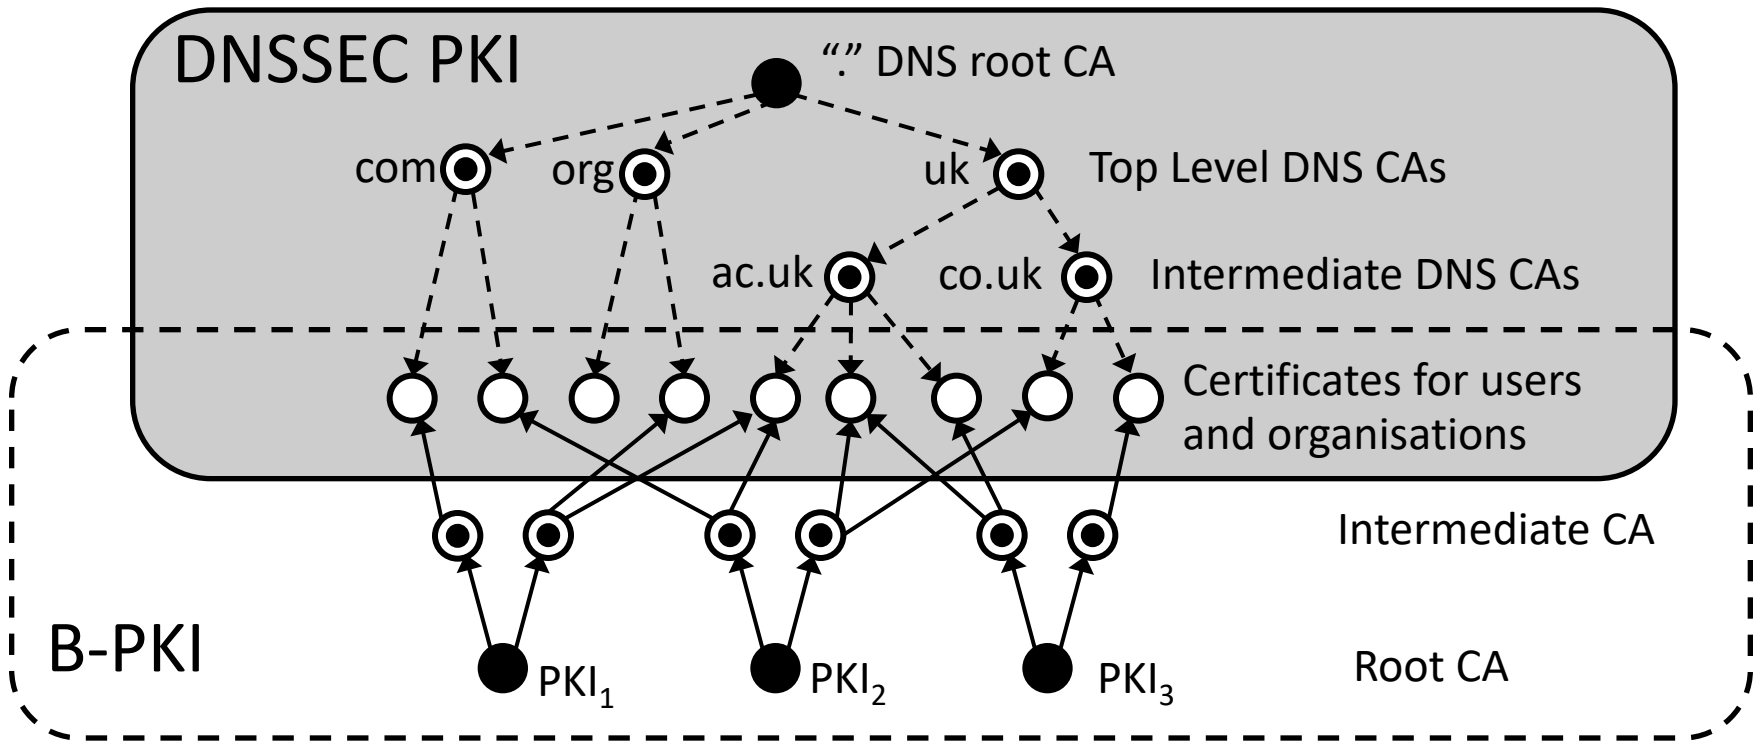 DNSSEC PKI
“.” DNS root CA
com
org
uk
Top Level DNS CAs
ac.uk
co.uk
Intermediate DNS CAs
Certificates for users
and organisations
Intermediate CA
B-PKI
PKI₁
PKI₂
PKI₃
Root CA